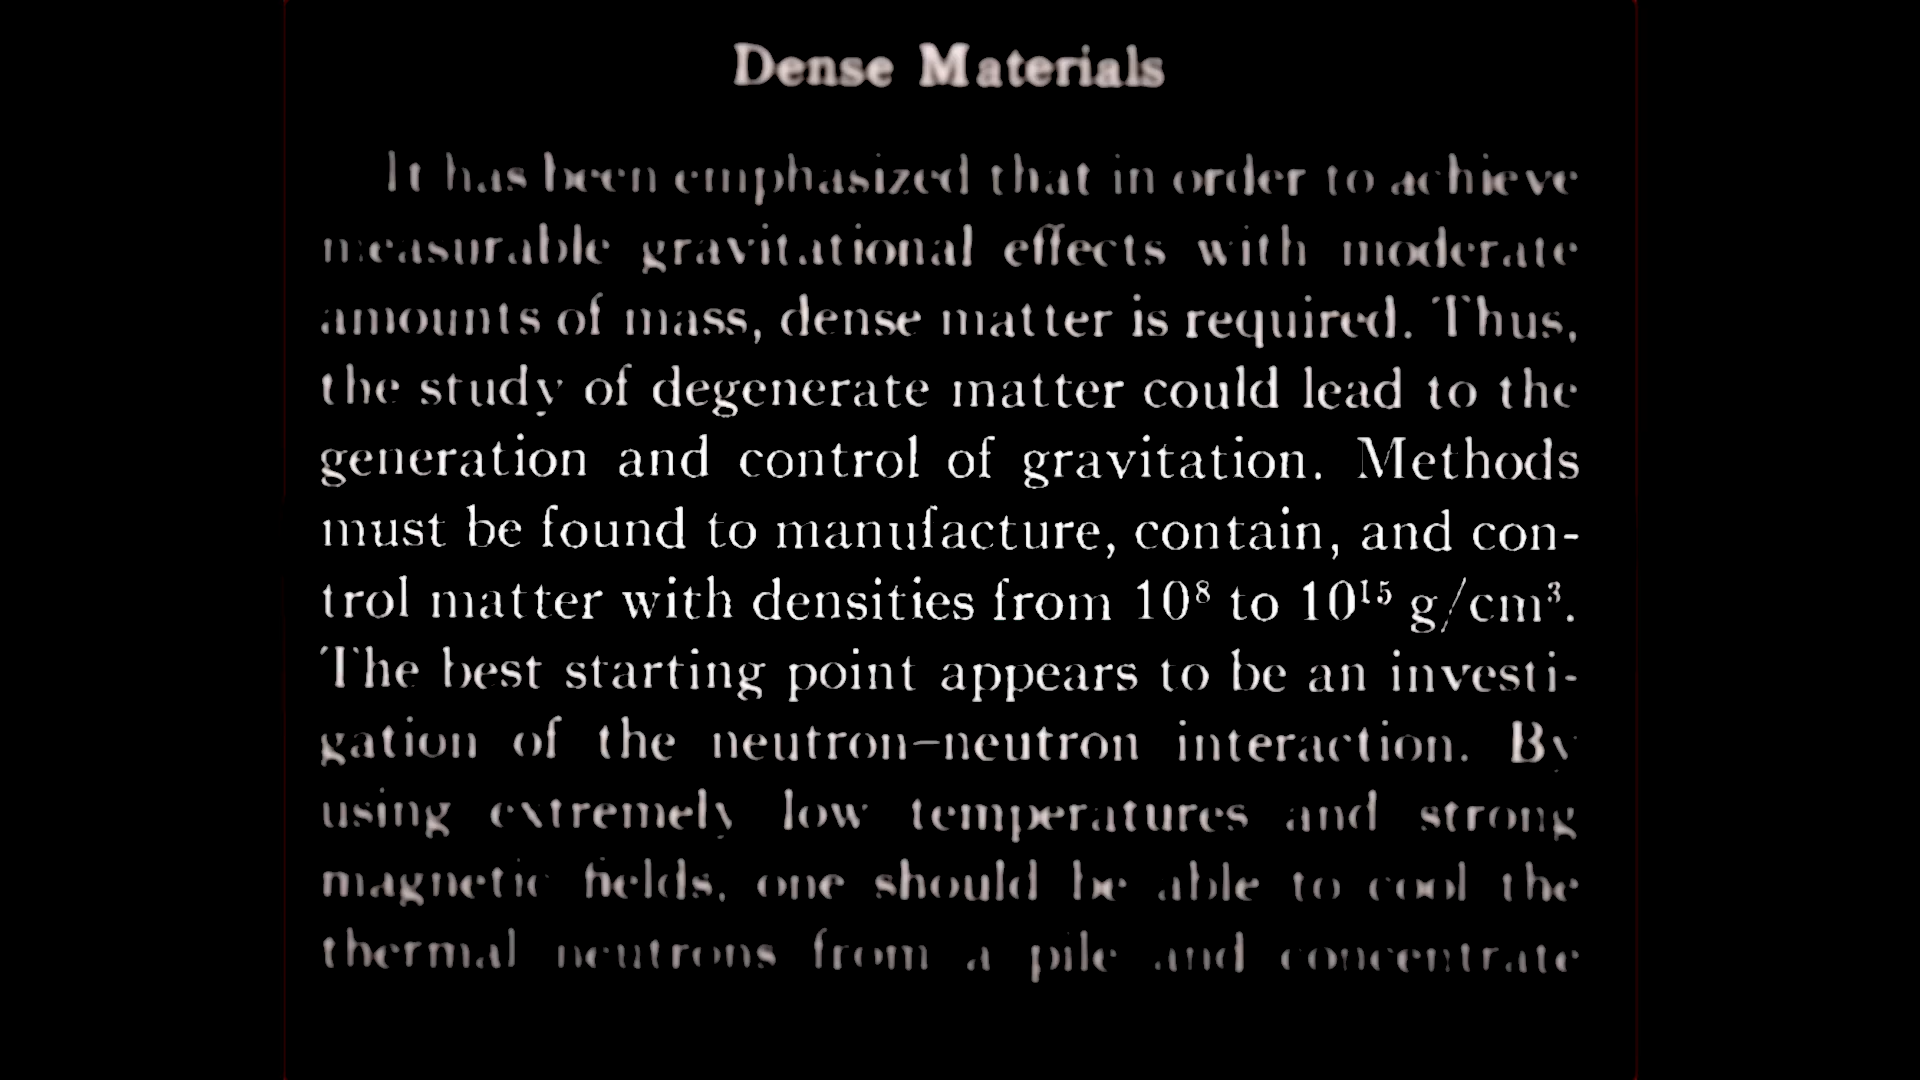 Dense Materials
It has been emphasized that in order to achieve
measurable gravitational effects with moderate
amounts of mass, dense matter is required. Thus,
the study of degenerate matter could lead to the
generation and control of gravitation. Methods
must be found to manufacture, contain, and con-
trol matter with densities from 10⁸ to 10¹⁵ g/cm³.
The best starting point appears to be an investi-
gation of the neutron–neutron interaction. By
using extremely low temperatures and strong
magnetic fields, one should be able to cool the
thermal neutrons from a pile and concentrate